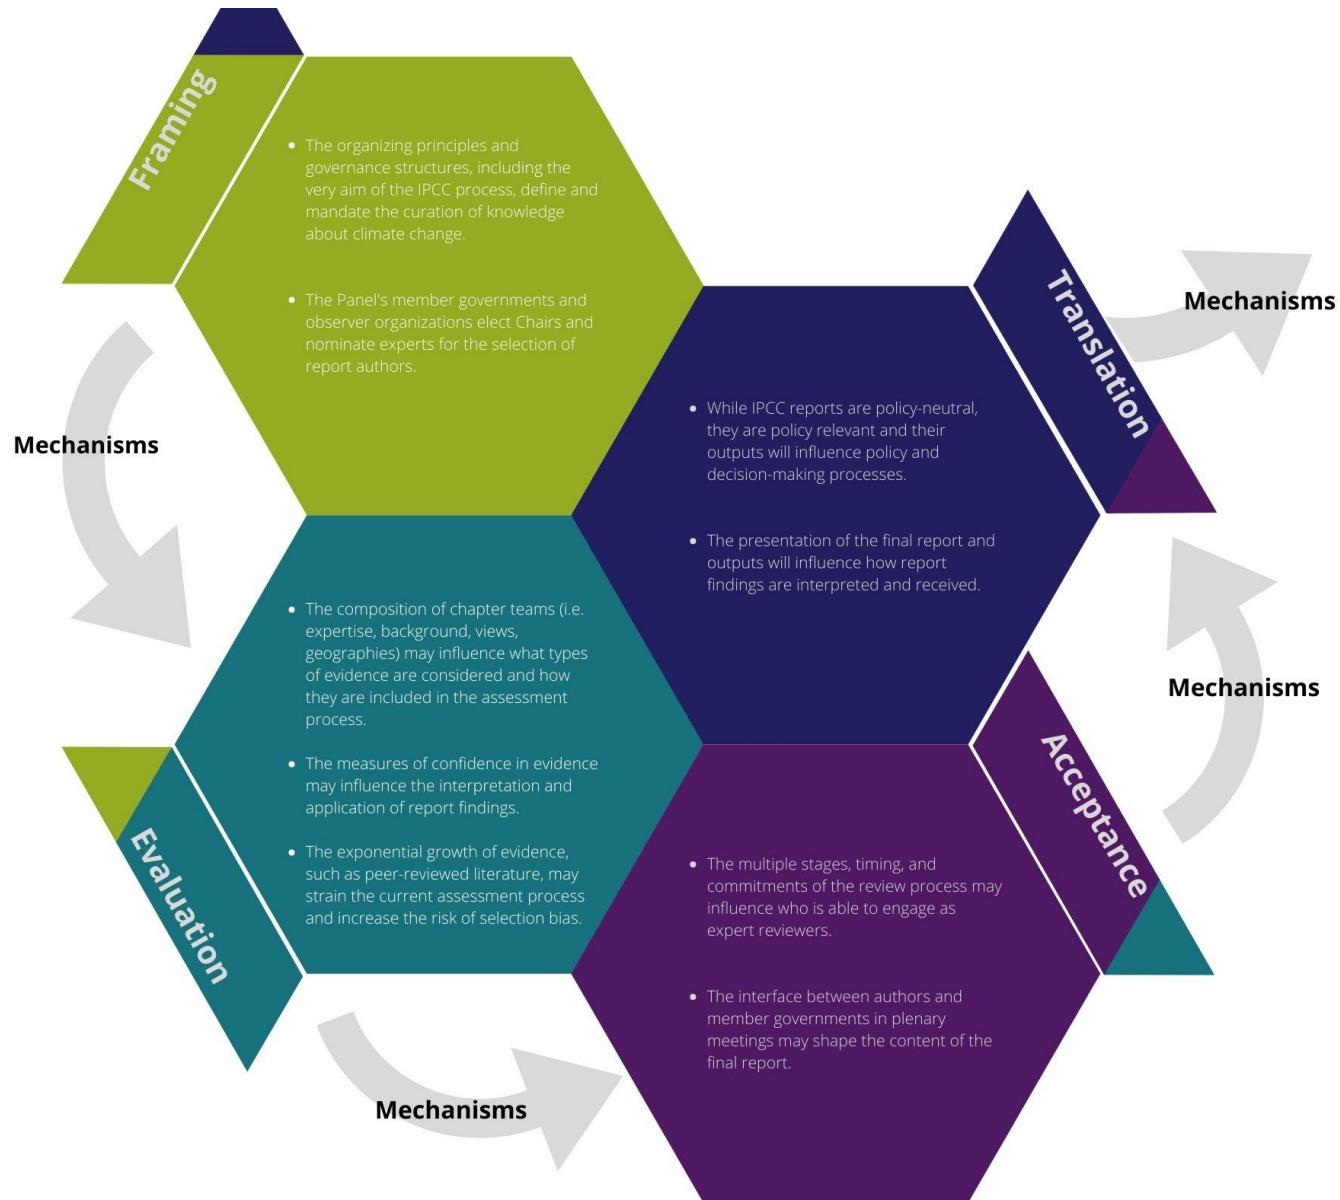 Framing
• The organizing principles and
governance structures, including the
very aim of the IPCC process, define and
mandate the curation of knowledge
about climate change.
• The Panel's member governments and
observer organizations elect Chairs and
nominate experts for the selection of
report authors.
Mechanisms
Evaluation
• The composition of chapter teams (i.e.
expertise, background, views,
geographies) may influence what types
of evidence are considered and how
they are included in the assessment
process.
• The measures of confidence in evidence
may influence the interpretation and
application of report findings.
• The exponential growth of evidence,
such as peer-reviewed literature, may
strain the current assessment process
and increase the risk of selection bias.
Mechanisms
Acceptance
• The multiple stages, timing, and
commitments of the review process may
influence who is able to engage as
expert reviewers.
• The interface between authors and
member governments in plenary
meetings may shape the content of the
final report.
Mechanisms
Translation
• While IPCC reports are policy-neutral,
they are policy relevant and their
outputs will influence policy and
decision-making processes.
• The presentation of the final report and
outputs will influence how report
findings are interpreted and received.
Mechanisms